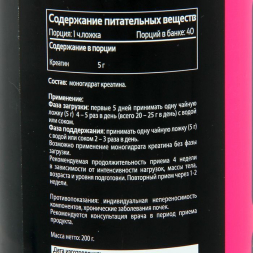 Содержание питательных веществ
Порция:1 ч.ложка Порций в банке: 40
Содержание в порции
Креатин 5 г
Состав: моногидрат креатина.
Применение:
Фаза загрузки: первые 5 дней принимать одну чайную
ложку (5 г) 4 – 5 раз в день (всего 20 – 25 г в день) с водой
или соком.
Фаза поддержания: принимать одну чайную ложку (5 г)
с водой или соком 2 – 3 раза в день.
Возможно применение моногидрата креатина без фазы
загрузки.
Рекомендуемая продолжительность приема 4 недели
в зависимости от интенсивности нагрузок, массы тела,
возраста и уровня подготовки. Повторный прием через 1-2
недели.
Противопоказания: индивидуальная непереносимость
компонентов, хронические заболевания почек.
Рекомендуется консультация врача в период приема
продукта.
Масса нетто: 200 г.